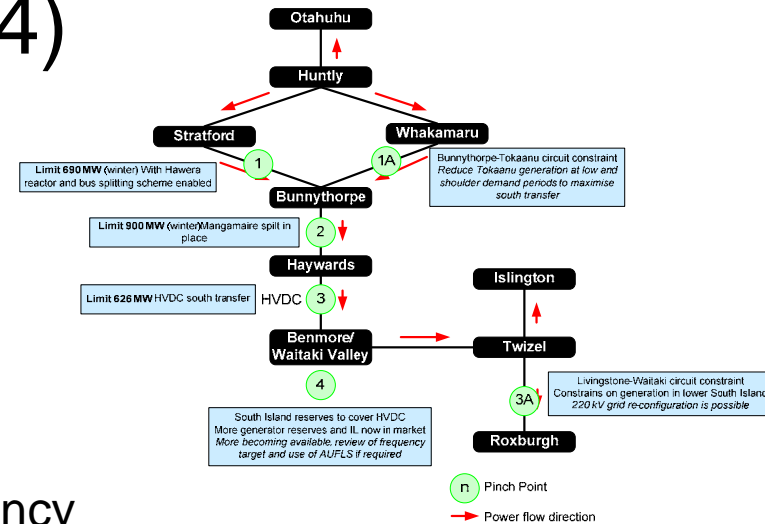 4)
Otahuhu
Huntly
Stratford
Whakamaru
1
1A
Limit 690 MW (winter) With Hawera
reactor and bus splitting scheme enabled
Bunnythorpe-Tokaanu circuit constraint
Reduce Tokaanu generation at low and
shoulder demand periods to maximise
south transfer
Bunnythorpe
Limit 900 MW (winter)Mangamaire spilt in
place
2
Haywards
Islington
Limit 626 MW HVDC south transfer
HVDC
3
Benmore/
Waitaki Valley
Twizel
4
3A
Livingstone-Waitaki circuit constraint
Constrains on generation in lower South Island
220 kV grid re-configuration is possible
South Island reserves to cover HVDC
More generator reserves and IL now in market
More becoming available, review of frequency
target and use of AUFLS if required
Roxburgh
n Pinch Point
Power flow direction
ncy